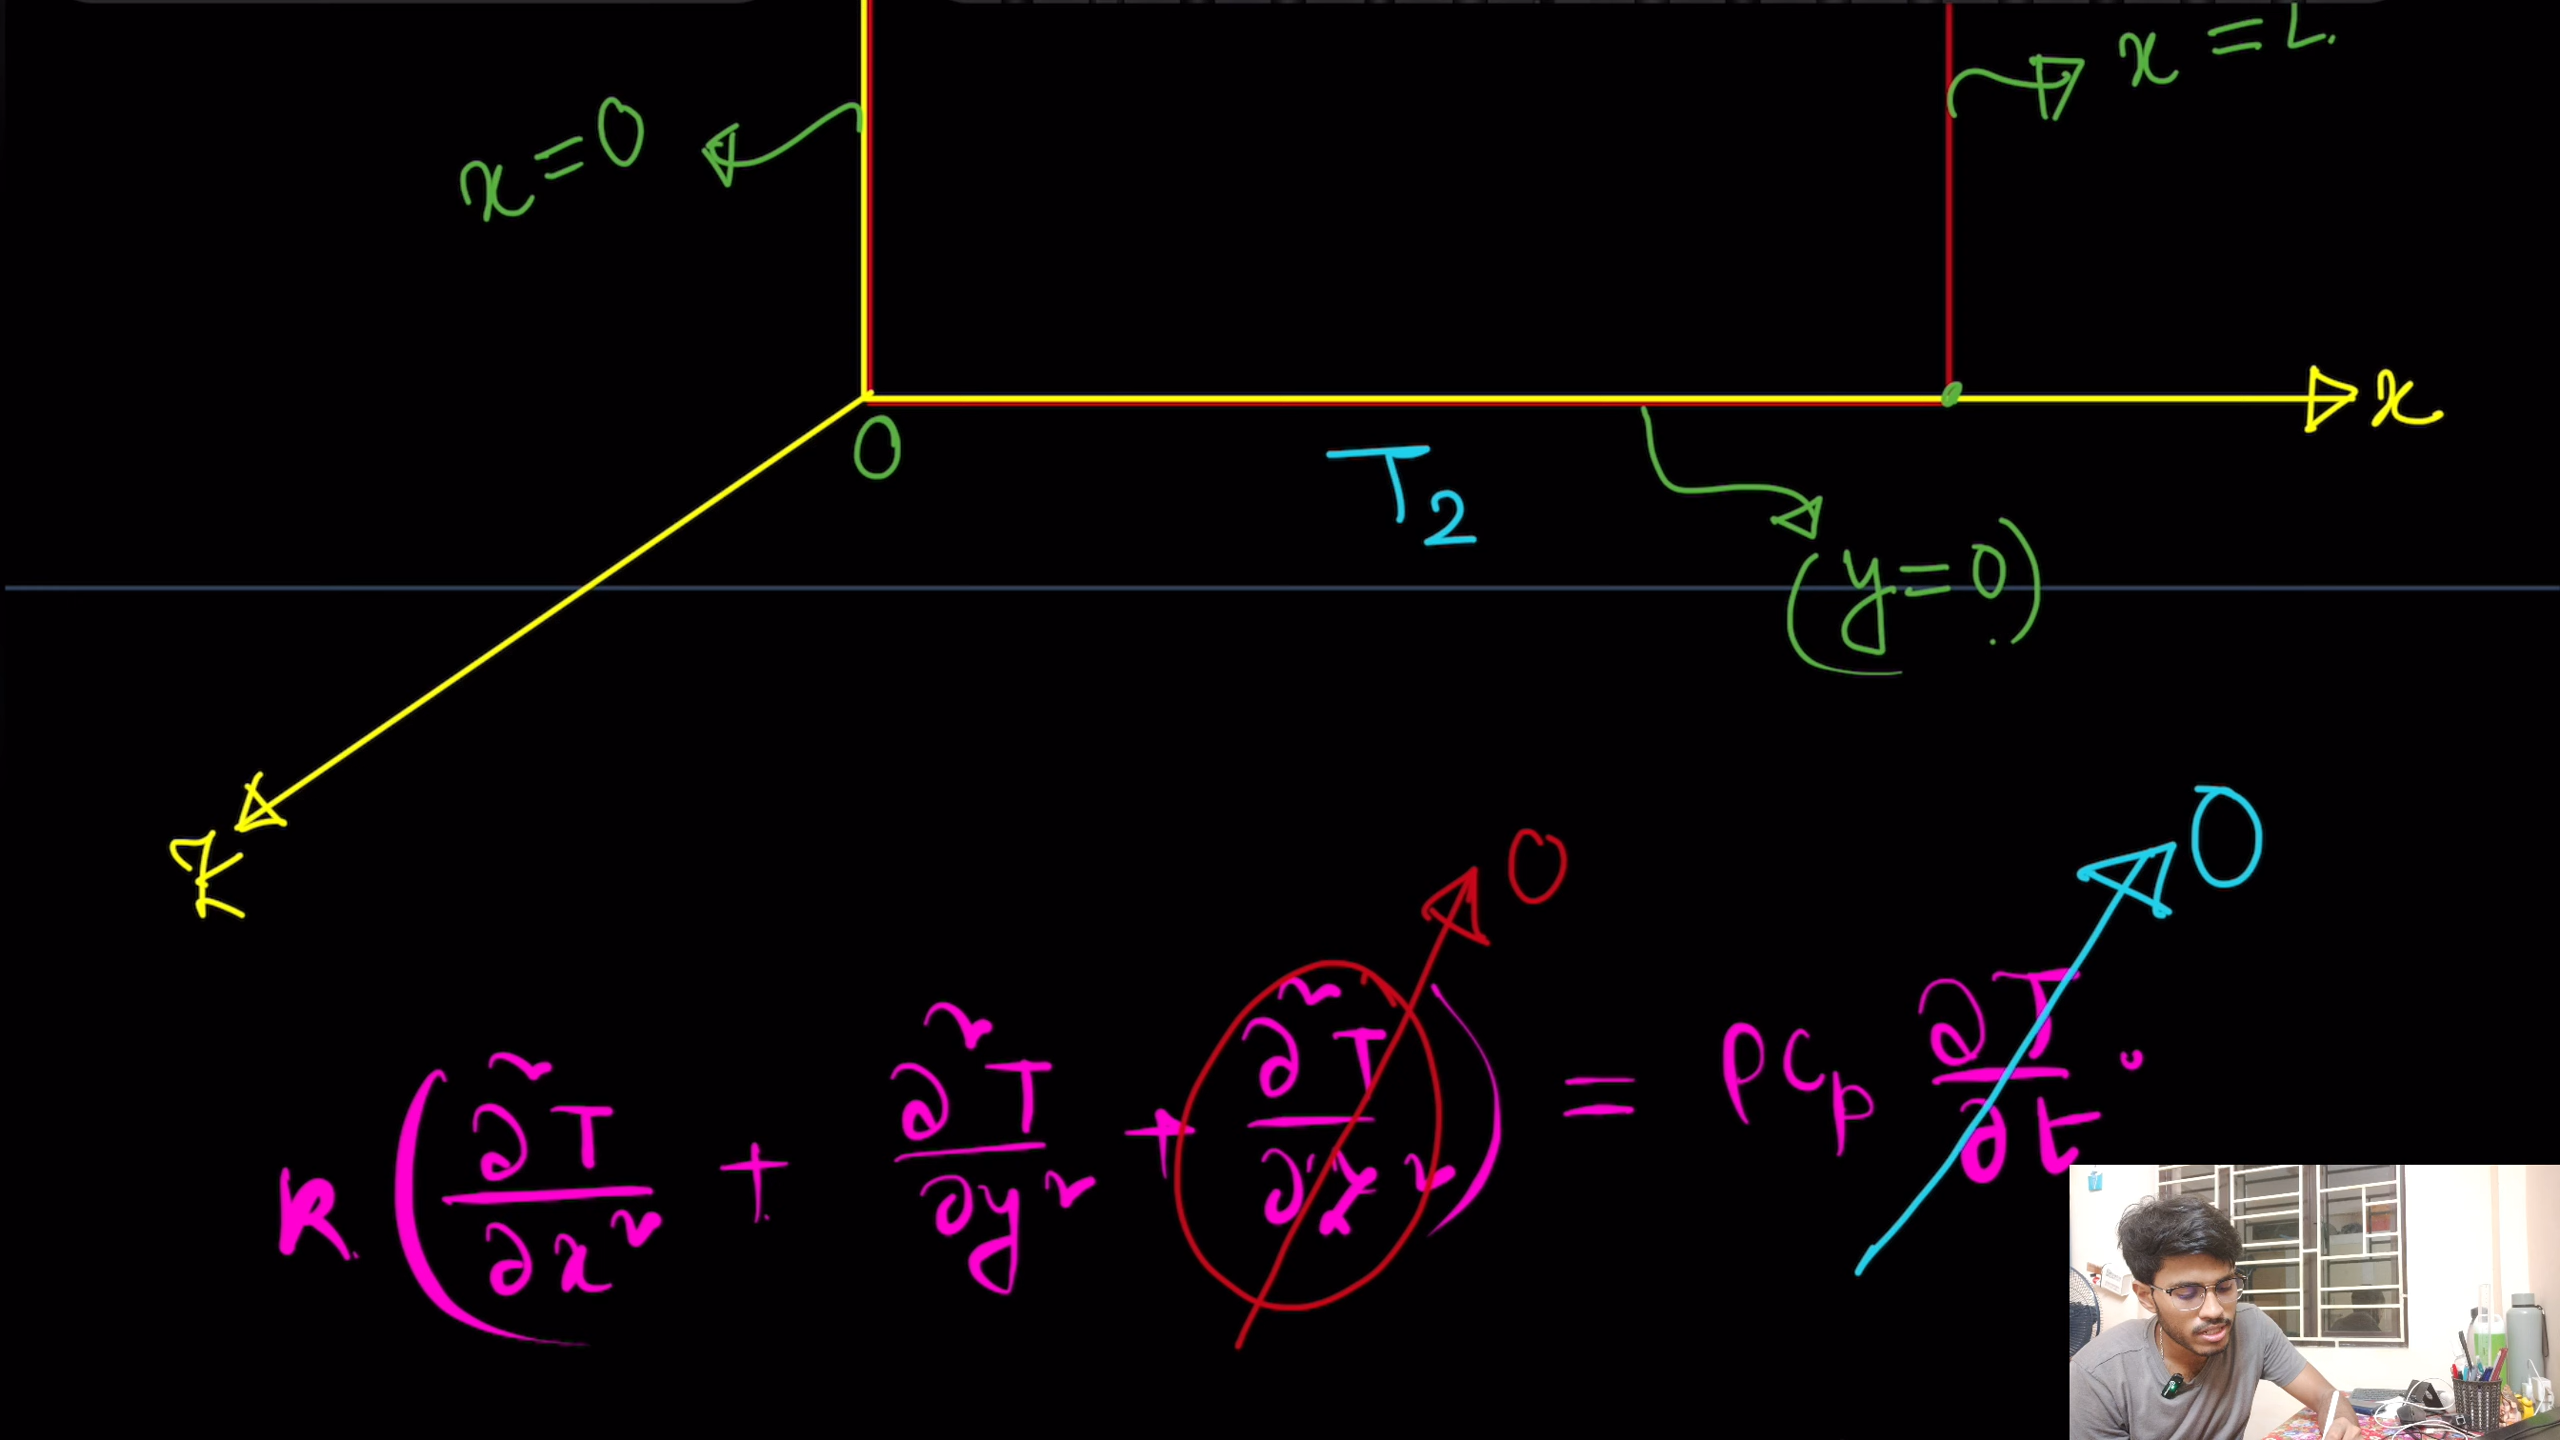 x = L.
x = 0
x
0
T₂
(y = 0)
z
0
0
k (∂²T/∂x² + ∂²T/∂y² + ∂²T/∂z²) = ρCp ∂T/∂t .